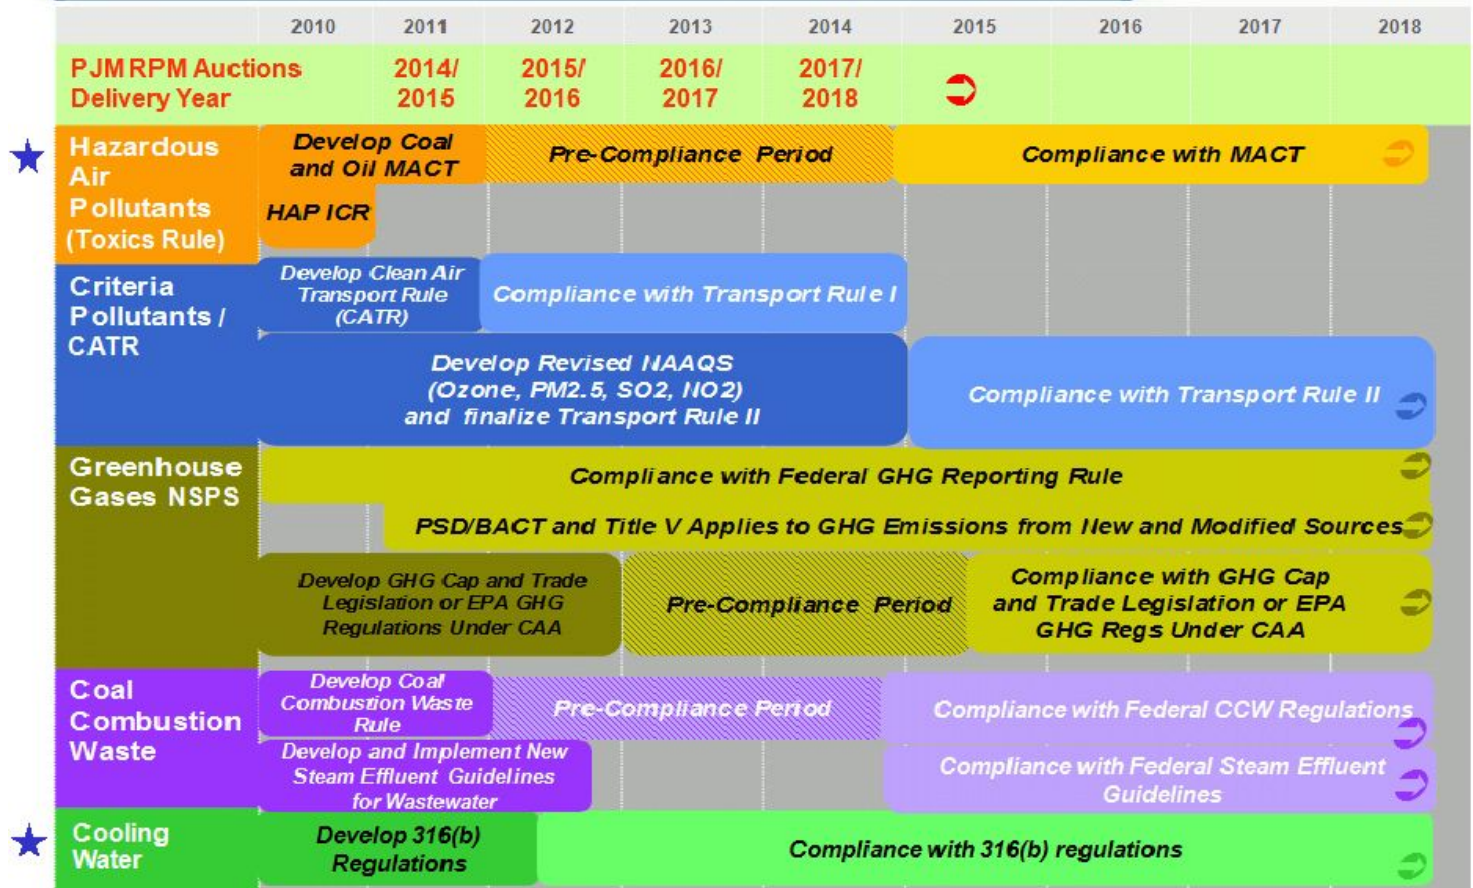 2010 2011 2012 2013 2014 2015 2016 2017 2018
PJM RPM Auctions
Delivery Year
2014/
2015
2015/
2016
2016/
2017
2017/
2018
Hazardous
Air
Pollutants
(Toxics Rule)
Develop Coal
and Oil MACT
Pre-Compliance Period
Compliance with MACT
HAP ICR
Criteria
Pollutants /
CATR
Develop Clean Air
Transport Rule
(CATR)
Compliance with Transport Rule I
Develop Revised NAAQS
(Ozone, PM2.5, SO2, NO2)
and finalize Transport Rule II
Compliance with Transport Rule II
Greenhouse
Gases NSPS
Compliance with Federal GHG Reporting Rule
PSD/BACT and Title V Applies to GHG Emissions from New and Modified Sources
Develop GHG Cap and Trade
Legislation or EPA GHG
Regulations Under CAA
Pre-Compliance Period
Compliance with GHG Cap
and Trade Legislation or EPA
GHG Regs Under CAA
Coal
Combustion
Waste
Develop Coal
Combustion Waste
Rule
Pre-Compliance Period
Compliance with Federal CCW Regulations
Develop and Implement New
Steam Effluent Guidelines
for Wastewater
Compliance with Federal Steam Effluent
Guidelines
Cooling
Water
Develop 316(b)
Regulations
Compliance with 316(b) regulations